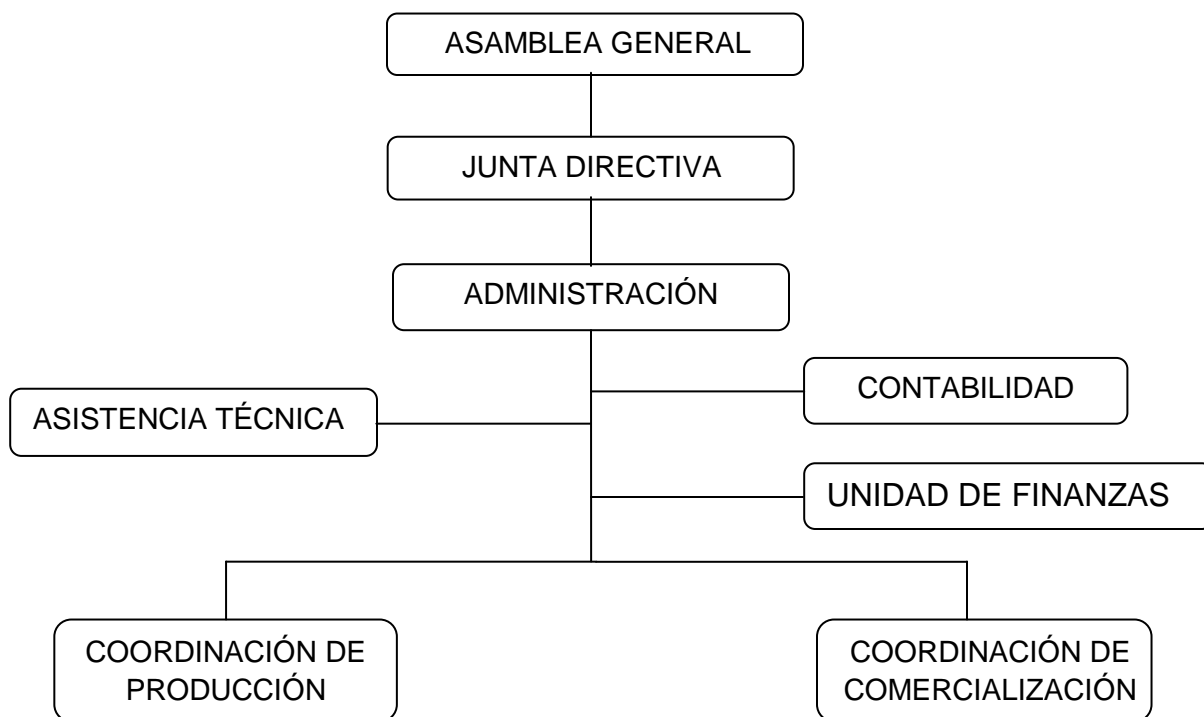 ASAMBLEA GENERAL
JUNTA DIRECTIVA
ADMINISTRACIÓN
CONTABILIDAD
ASISTENCIA TÉCNICA
UNIDAD DE FINANZAS
COORDINACIÓN DE
PRODUCCIÓN
COORDINACIÓN DE
COMERCIALIZACIÓN